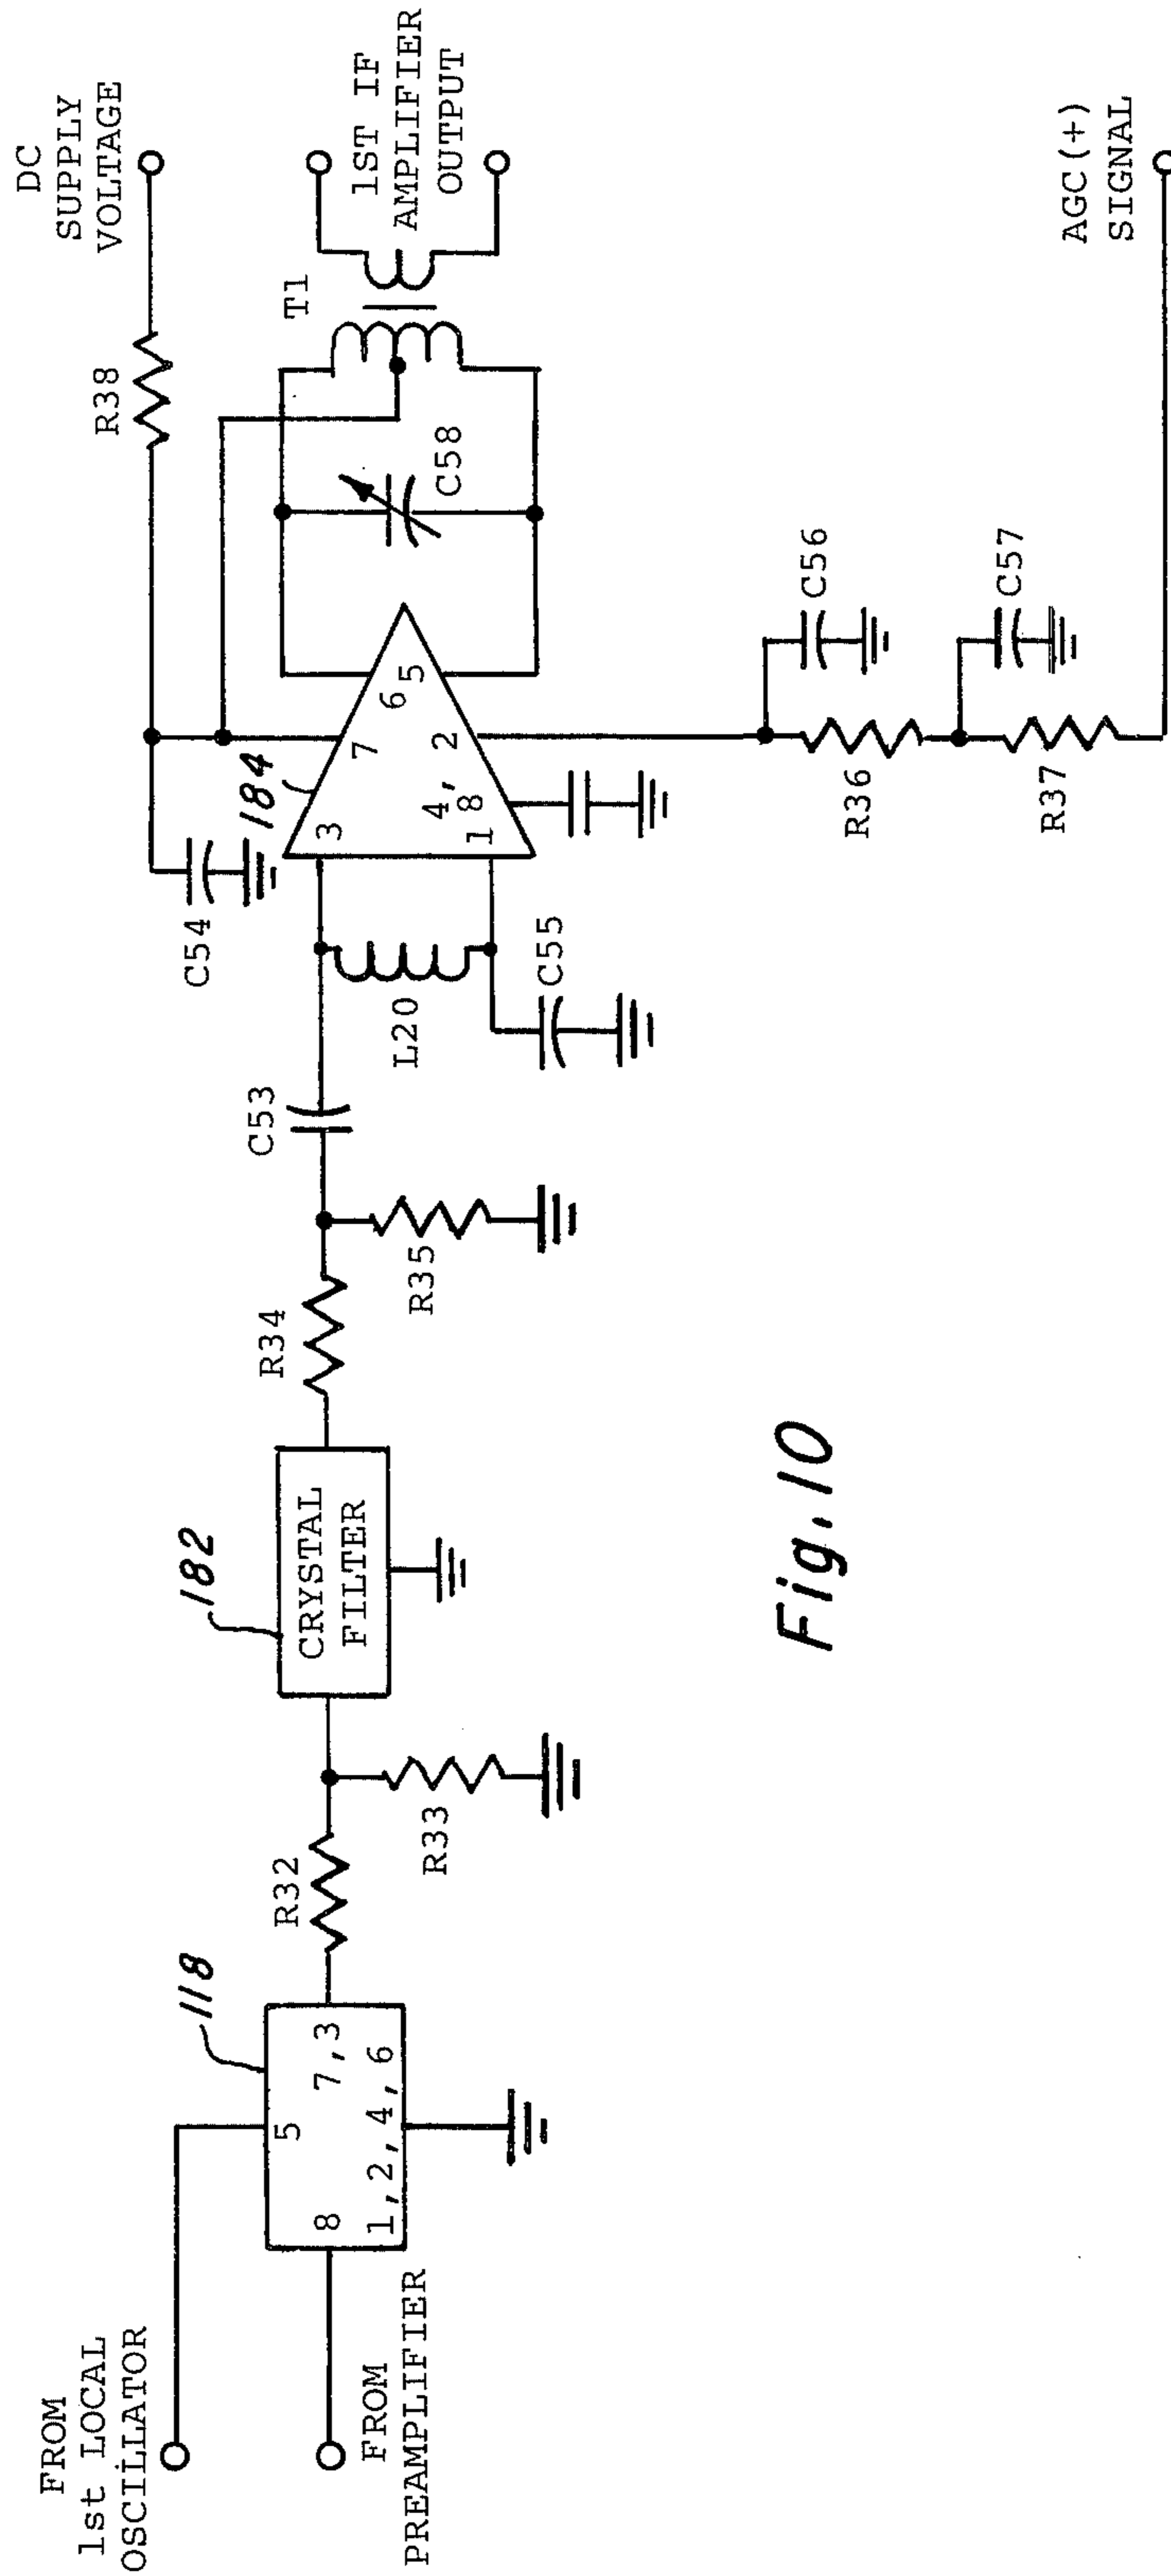 FROM
1st LOCAL
OSCILLATOR
FROM
PREAMPLIFIER
118
5
8
7,3
1,2,4,6
R32
R33
182
CRYSTAL
FILTER
R34
R35
C53
L20
C55
C54
184
3
1
4,
8
7
2
6
5
R38
DC
SUPPLY
VOLTAGE
C58
T1
1ST IF
AMPLIFIER
OUTPUT
C56
R36
C57
R37
AGC(+)
SIGNAL
Fig.10